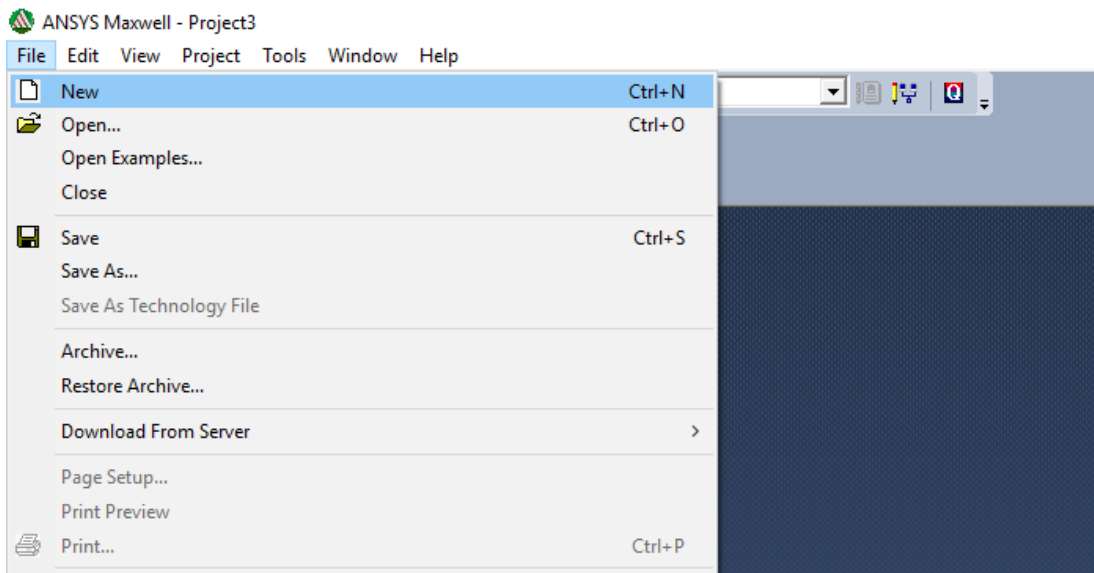 ANSYS Maxwell - Project3
File Edit View Project Tools Window Help
New Ctrl+N
Open... Ctrl+O
Open Examples...
Close
Save Ctrl+S
Save As...
Save As Technology File
Archive...
Restore Archive...
Download From Server >
Page Setup...
Print Preview
Print... Ctrl+P